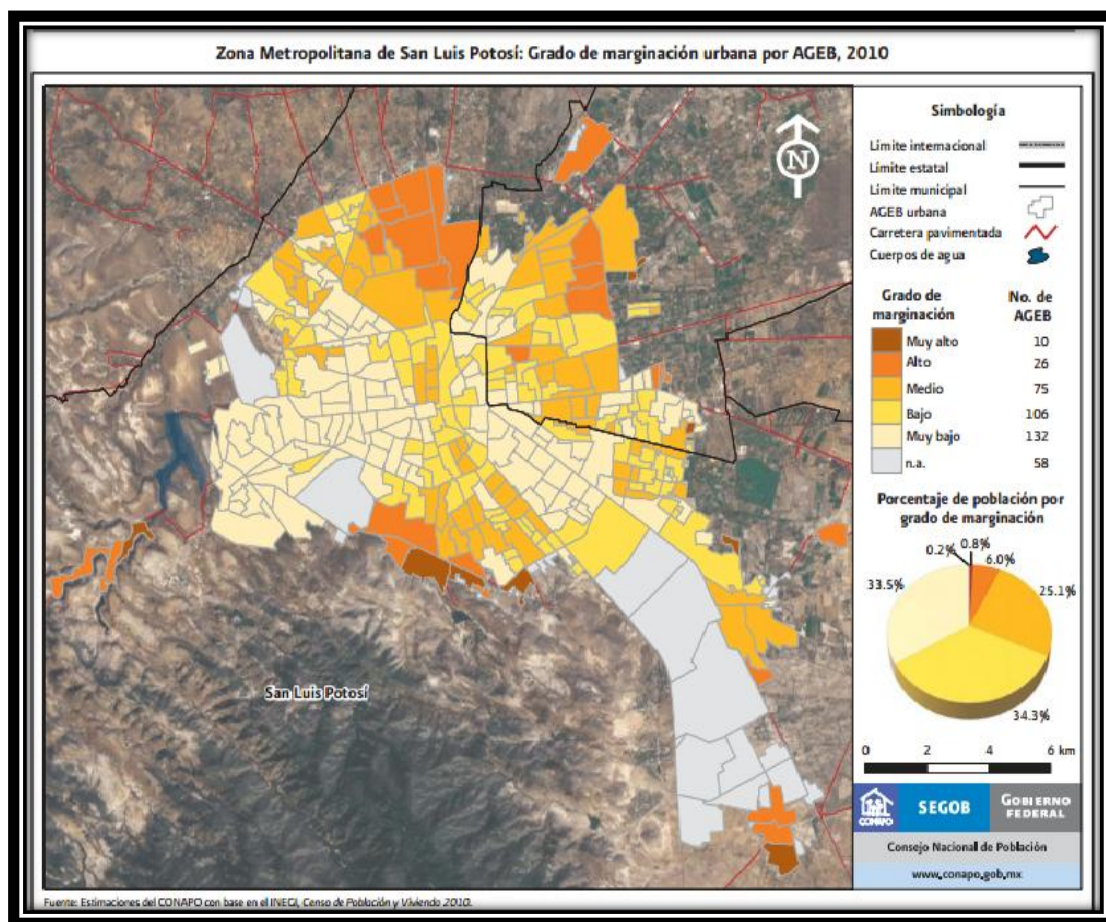 Zona Metropolitana de San Luis Potosí: Grado de marginación urbana por AGEB, 2010
N
San Luis Potosí
Simbología
Límite internacional
Límite estatal
Límite municipal
AGEB urbana
Carretera pavimentada
Cuerpos de agua
Grado de marginación No. de AGEB
Muy alto 10
Alto 26
Medio 75
Bajo 106
Muy bajo 132
n.a. 58
Porcentaje de población por
grado de marginación
0.2% 0.8%
6.0%
33.5% 25.1%
34.3%
0 2 4 6 km
CONAPO SEGOB GOBIERNO FEDERAL
Consejo Nacional de Población
www.conapo.gob.mx
Fuente: Estimaciones del CONAPO con base en el INEGI, Censo de Población y Vivienda 2010.